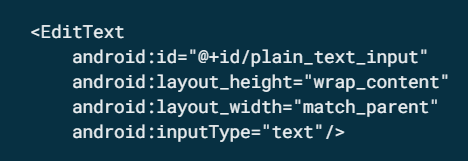 <EditText
    android:id="@+id/plain_text_input"
    android:layout_height="wrap_content"
    android:layout_width="match_parent"
    android:inputType="text"/>